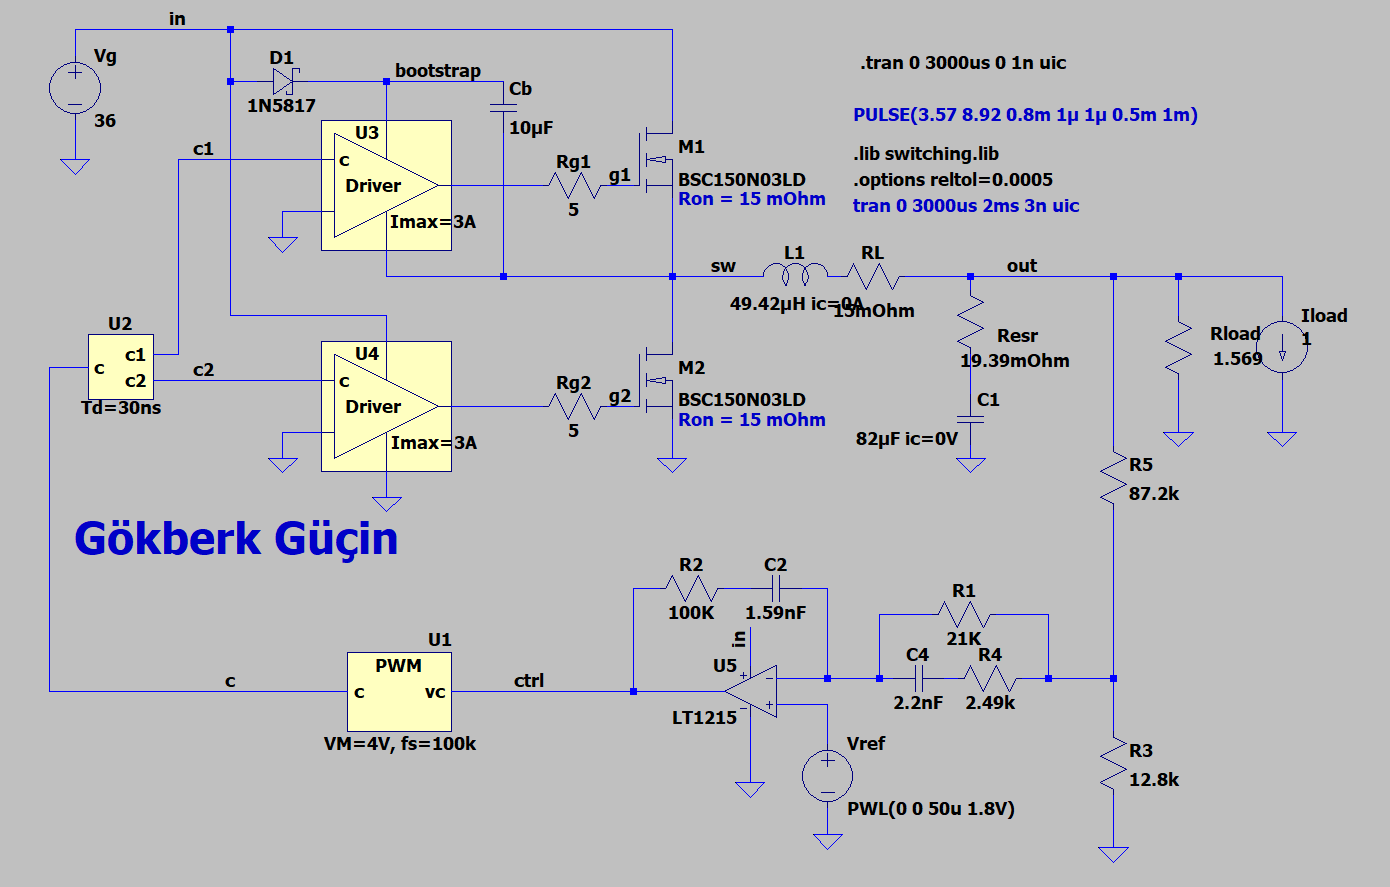 in
Vg
36
D1
1N5817
bootstrap
Cb
10µF
.tran 0 3000us 0 1n uic
PULSE(3.57 8.92 0.8m 1µ 1µ 0.5m 1m)
.lib switching.lib
.options reltol=0.0005
tran 0 3000us 2ms 3n uic
c1
U3
c
Driver
Imax=3A
Rg1
5
g1
M1
BSC150N03LD
Ron = 15 mOhm
sw
L1
49.42µH ic=0A
RL
15mOhm
out
Resr
19.39mOhm
C1
82µF ic=0V
Rload
1.569
Iload
1
U2
c
c1
c2
Td=30ns
c2
U4
c
Driver
Imax=3A
Rg2
5
g2
M2
BSC150N03LD
Ron = 15 mOhm
R5
87.2k
Gökberk Güçin
R2
100K
C2
1.59nF
R1
21K
C4
2.2nF
R4
2.49k
in
U5
LT1215
U1
PWM
c
vc
VM=4V, fs=100k
c
ctrl
Vref
PWL(0 0 50u 1.8V)
R3
12.8k